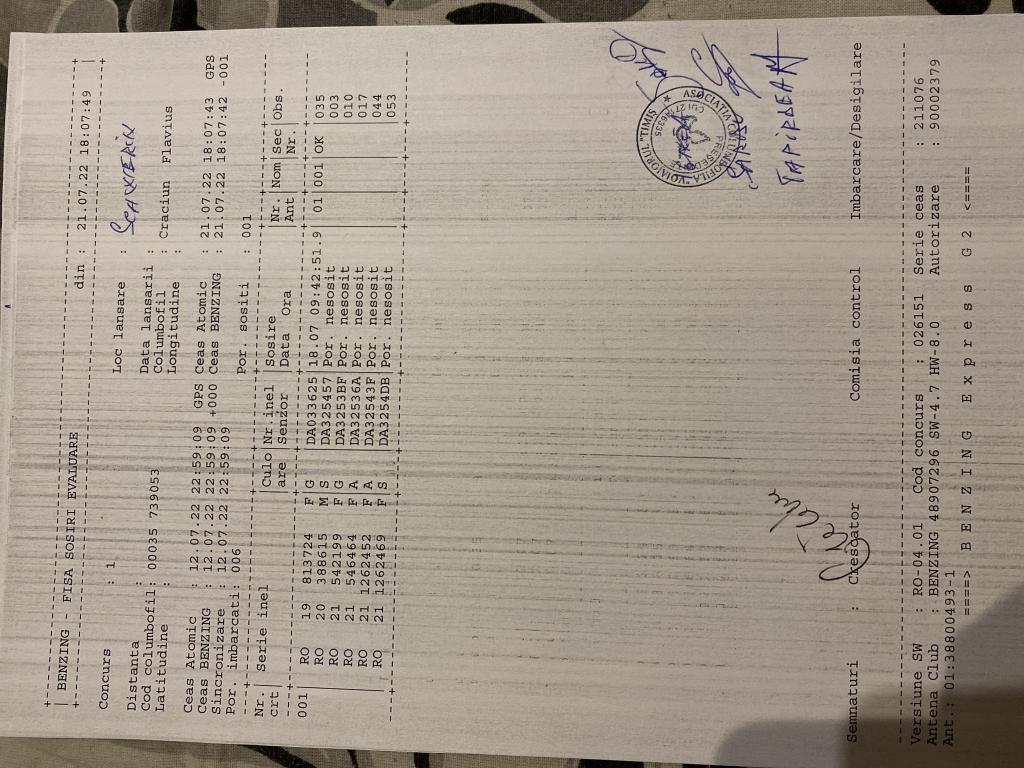 BENZING - FISA SOSIRI EVALUARE din : 21.07.22 18:07:49
Concurs : 1 Loc lansare :
Distanta Data lansarii :
Cod columbofil: 00035 739053 Columbofil : Craciun Flavius
Latitudine : Longitudine :
Ceas Atomic : 12.07.22 22:59:09 GPS Ceas Atomic : 21.07.22 18:07:43 GPS
Ceas BENZING : 12.07.22 22:59:09 +000 Ceas BENZING : 21.07.22 18:07:42 -001
Sincronizare : 12.07.22 22:59:09
Por. imbarcati: 006 Por. sositi : 001
Nr. Serie inel Culo Nr.inel Sosire Nr. Nom Sec Obs.
crt are Senzor Data Ora Ant Nr.
001 RO 19 813724 F G DA033625 18.07 09:42:51.9 01 001 OK 035
RO 20 388615 M S DA325457 Por. nesosit 003
RO 21 542199 F G DA3253BF Por. nesosit 010
RO 21 546464 F A DA32536A Por. nesosit 017
RO 21 1262452 F A DA32543F Por. nesosit 044
RO 21 1262469 F S DA3254DB Por. nesosit 053
ASOCIATIA COLUMBOFILA
"VOIAJORUL" TIMIS
PRESEDINTE
Semnaturi : Crescator Comisia control Imbarcare/Desigilare
Versiune SW : RO-04.01 Cod concurs : 026151 Serie ceas : 211076
Antena Club : BENZING 48907296 SW-4.7 HW-8.0 Autorizare : 90002379
Ant.: 01:38800493-1
====> B E N Z I N G E x p r e s s G 2 <====